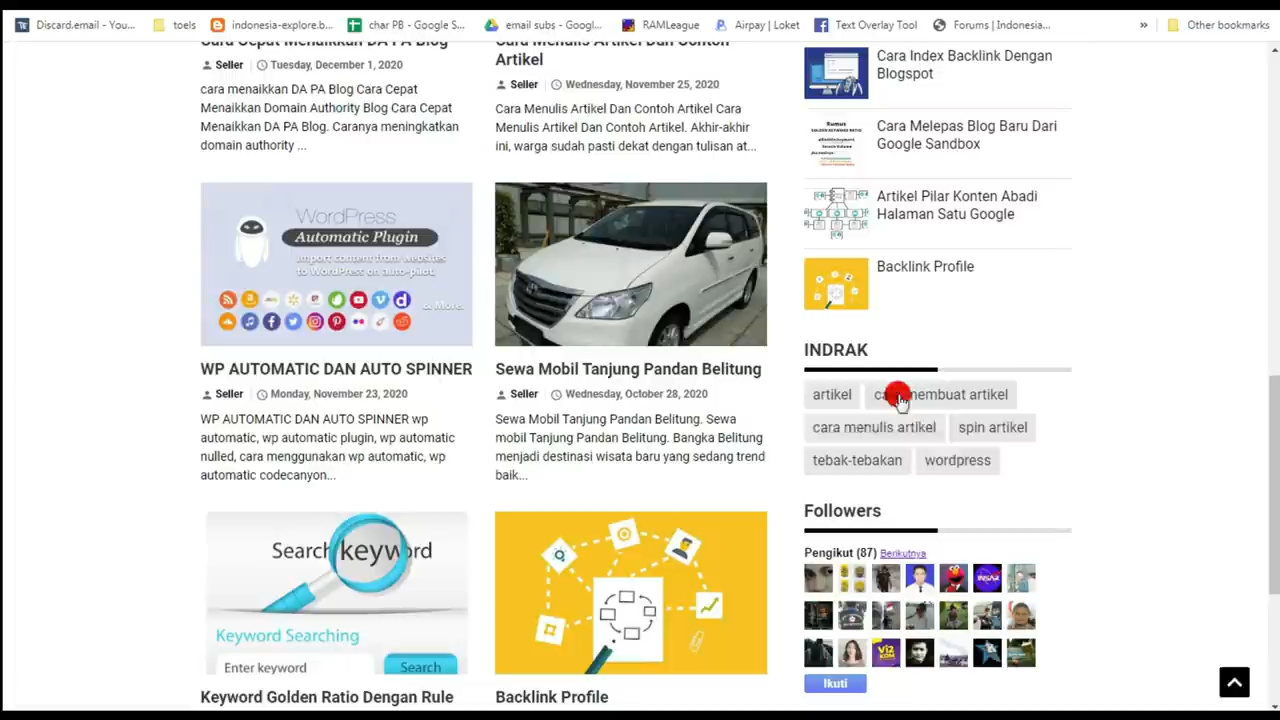 Discard.email - You...
toels
indonesia-explore.b...
char PB - Google S...
email subs - Googl...
RAMLeague
Airpay | Loket
Text Overlay Tool
Forums | Indonesia...
»
Other bookmarks
Cara Cepat Menaikkan DA PA Blog
Seller Tuesday, December 1, 2020
cara menaikkan DA PA Blog Cara Cepat
Menaikkan Domain Authority Blog Cara Cepat
Menaikkan DA PA Blog. Caranya meningkatkan
domain authority ...
Cara Menulis Artikel Dan Contoh
Artikel
Seller Wednesday, November 25, 2020
Cara Menulis Artikel Dan Contoh Artikel Cara
Menulis Artikel Dan Contoh Artikel. Akhir-akhir
ini, warga sudah pasti dekat dengan tulisan at...
WordPress
Automatic Plugin
Import content from websites
to WordPress on auto-pilot.
& More.
WP AUTOMATIC DAN AUTO SPINNER
Seller Monday, November 23, 2020
WP AUTOMATIC DAN AUTO SPINNER wp
automatic, wp automatic plugin, wp automatic
nulled, cara menggunakan wp automatic, wp
automatic codecanyon...
Sewa Mobil Tanjung Pandan Belitung
Seller Wednesday, October 28, 2020
Sewa Mobil Tanjung Pandan Belitung. Sewa
mobil Tanjung Pandan Belitung. Bangka Belitung
menjadi destinasi wisata baru yang sedang trend
baik...
Search keyword
Keyword Searching
Enter keyword
Search
Keyword Golden Ratio Dengan Rule
Backlink Profile
Cara Index Backlink Dengan
Blogspot
Rumus
Cara Melepas Blog Baru Dari
Google Sandbox
Artikel Pilar Konten Abadi
Halaman Satu Google
Backlink Profile
INDRAK
artikel
membuat artikel
cara menulis artikel
spin artikel
tebak-tebakan
wordpress
Followers
Pengikut (87) Berikutnya
VIZ
Ikuti